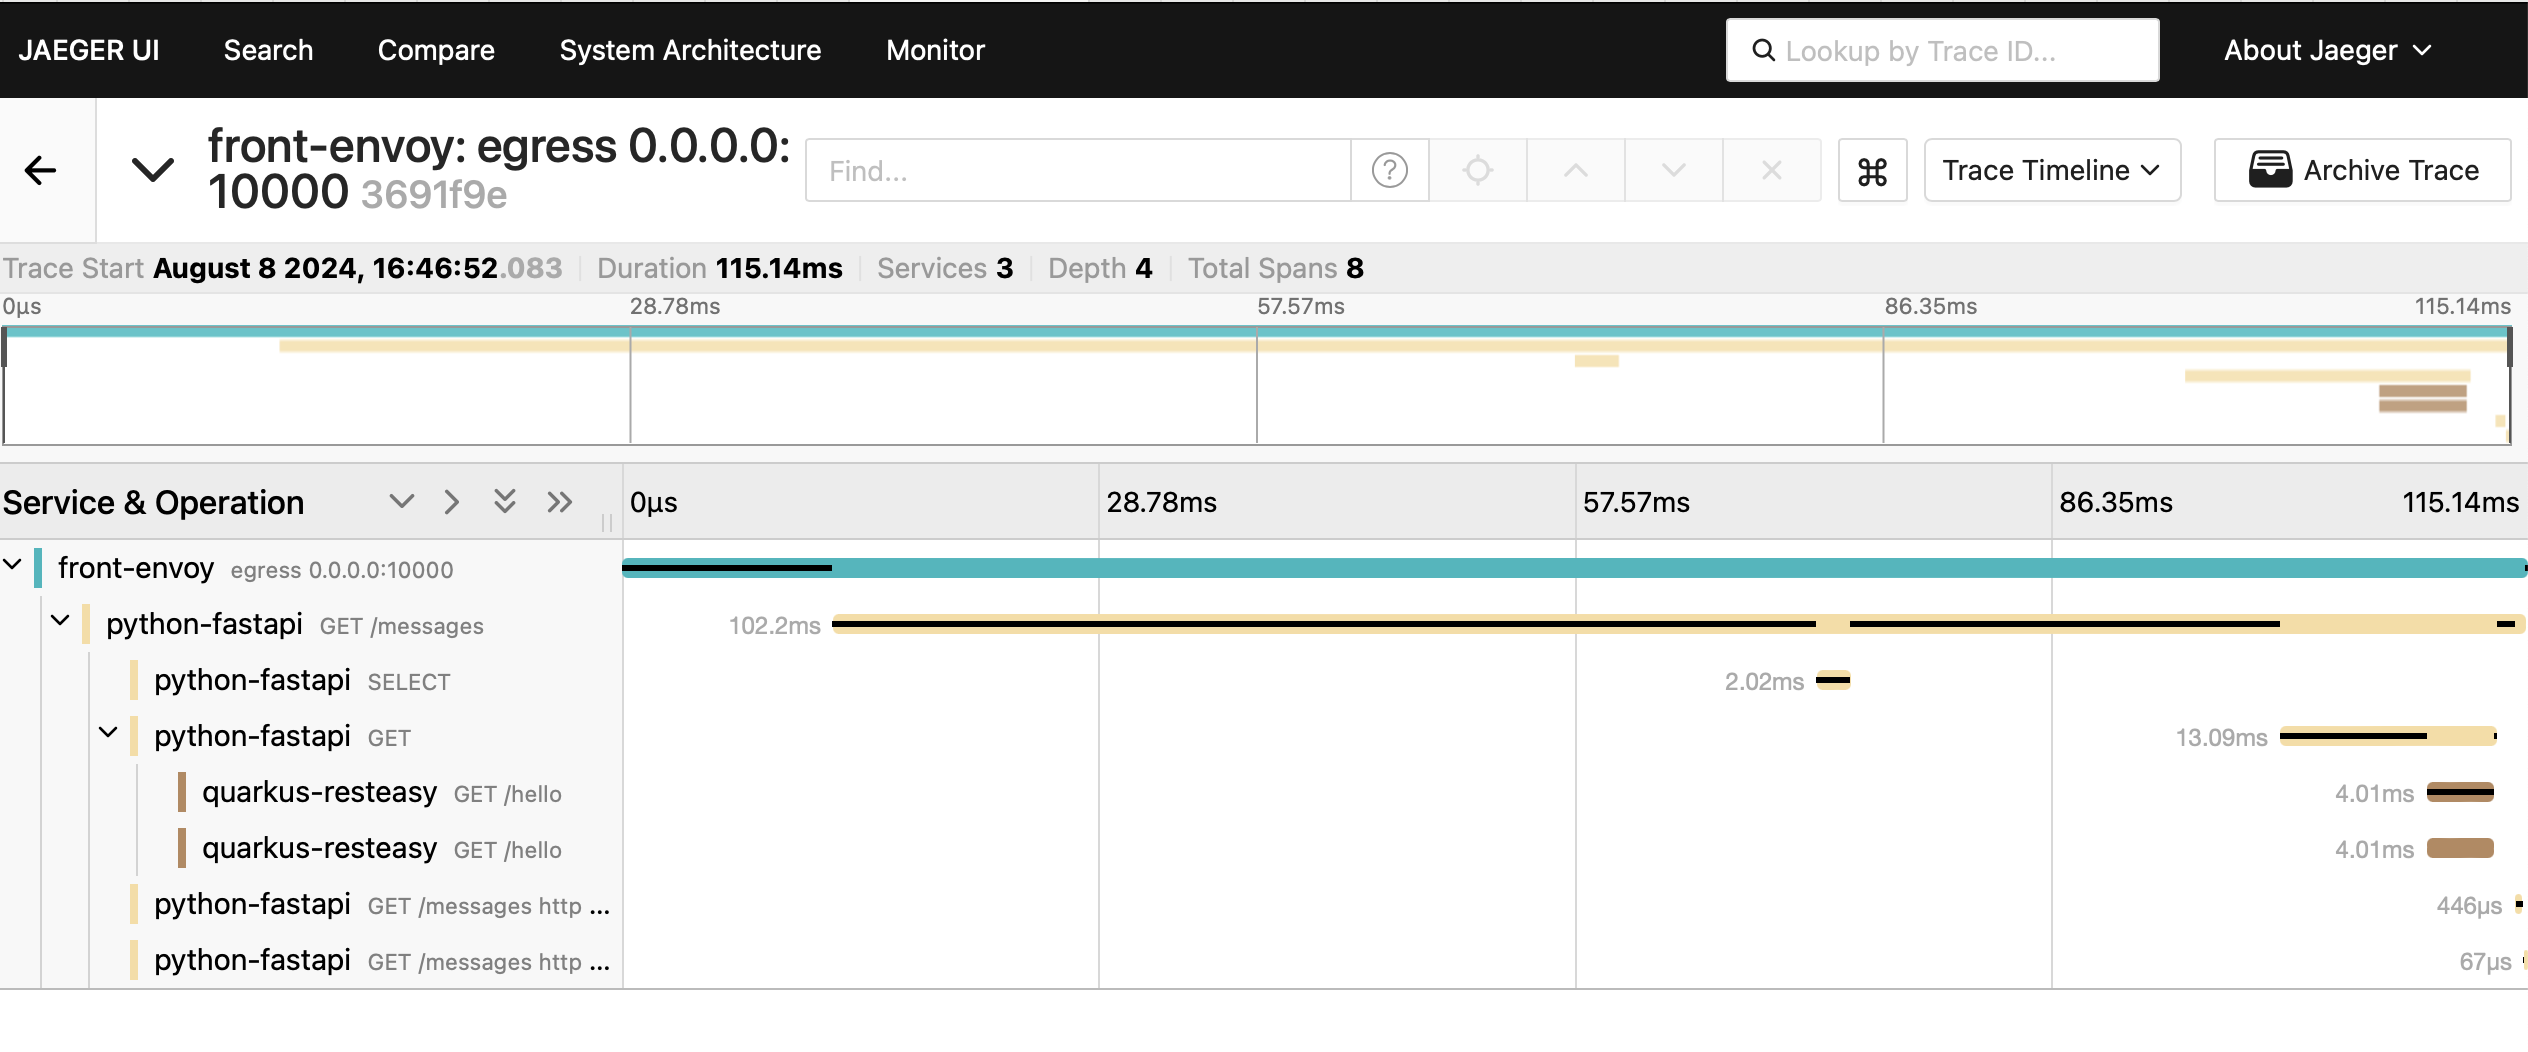 JAEGER UI Search Compare System Architecture Monitor Lookup by Trace ID... About Jaeger
front-envoy: egress 0.0.0.0:
10000 3691f9e
Find... ? ⌘ Trace Timeline Archive Trace
Trace Start August 8 2024, 16:46:52.083 Duration 115.14ms Services 3 Depth 4 Total Spans 8
0μs 28.78ms 57.57ms 86.35ms 115.14ms
Service & Operation 0μs 28.78ms 57.57ms 86.35ms 115.14ms
front-envoy egress 0.0.0.0:10000
python-fastapi GET /messages 102.2ms
python-fastapi SELECT 2.02ms
python-fastapi GET 13.09ms
quarkus-resteasy GET /hello 4.01ms
quarkus-resteasy GET /hello 4.01ms
python-fastapi GET /messages http ... 446μs
python-fastapi GET /messages http ... 67μs